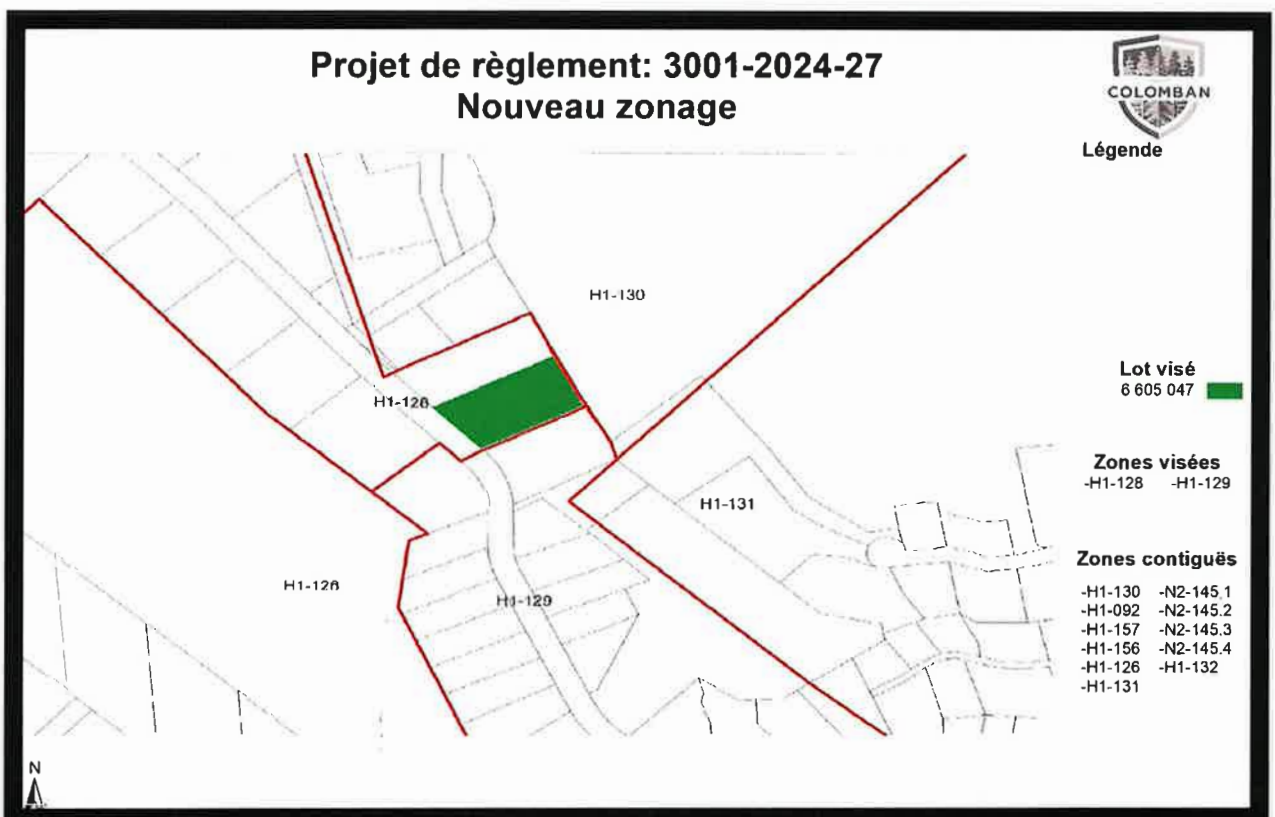 Projet de règlement: 3001-2024-27
Nouveau zonage
COLOMBAN
Légende
H1-130
H1-128
Lot visé
6 605 047
Zones visées
-H1-128 -H1-129
H1-131
Zones contiguës
H1-126
H1-129
-H1-130 -N2-145.1
-H1-092 -N2-145.2
-H1-157 -N2-145.3
-H1-156 -N2-145.4
-H1-126 -H1-132
-H1-131
N